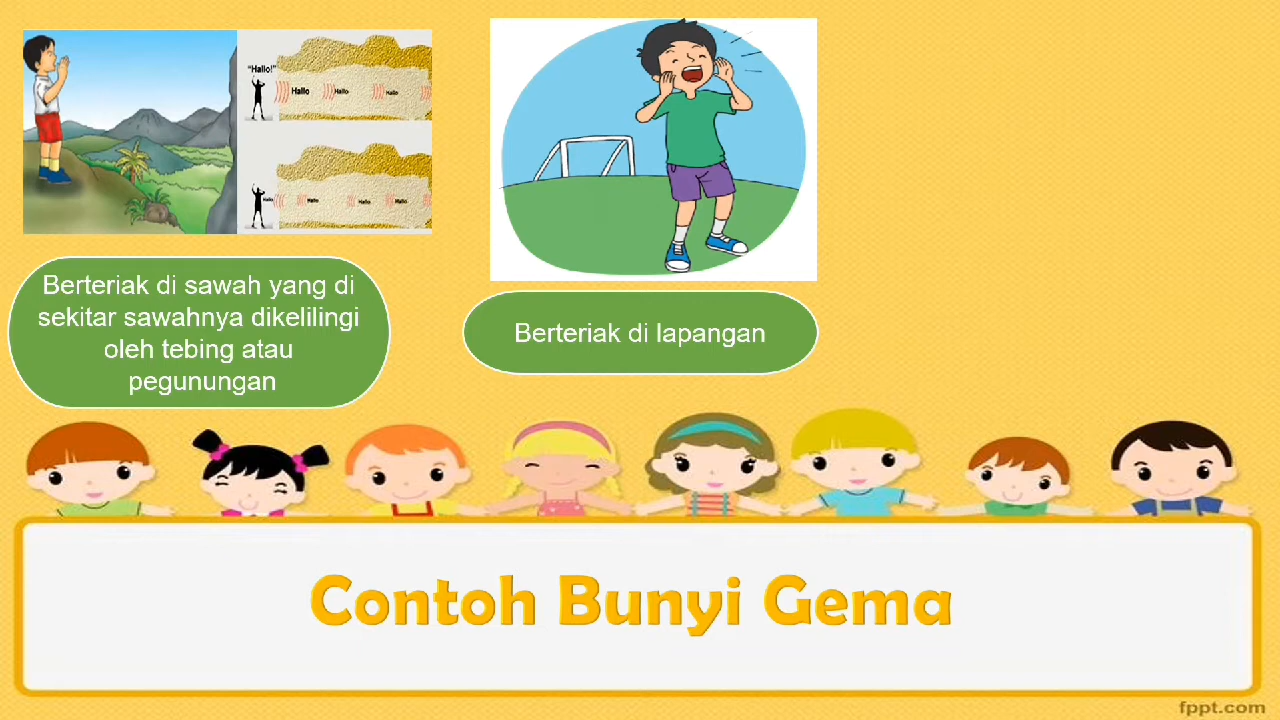 "Hallo!"
Hallo
Hallo
Hallo
Hallo
Hallo
Hallo
Hallo
Berteriak di sawah yang di
sekitar sawahnya dikelilingi
oleh tebing atau
pegunungan
Berteriak di lapangan
Contoh Bunyi Gema
fppt.com